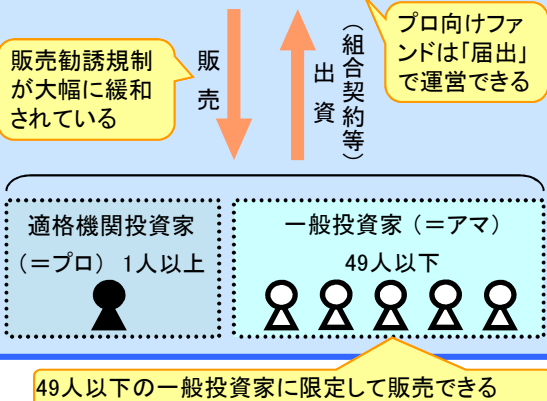 販売勧誘規制
が大幅に緩和
されている
販売
出資
（組合契約等）
プロ向けファ
ンドは「届出」
で運営できる
適格機関投資家
（＝プロ） 1人以上
一般投資家（＝アマ）
49人以下
49人以下の一般投資家に限定して販売できる